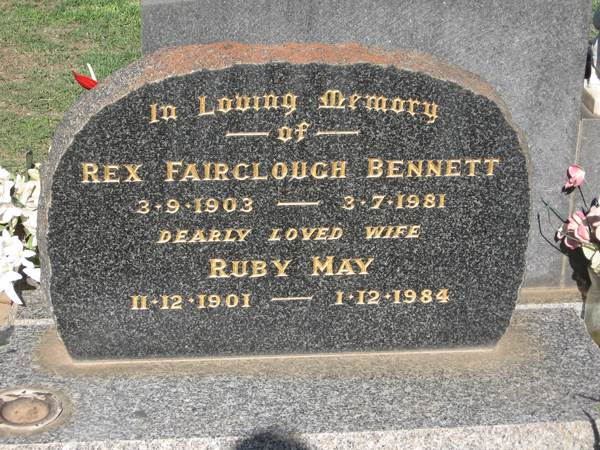 In Loving Memory
— of —
REX FAIRCLOUGH BENNETT
3·9·1903 — 3·7·1981
DEARLY LOVED WIFE
RUBY MAY
11·12·1901 — 1·12·1984